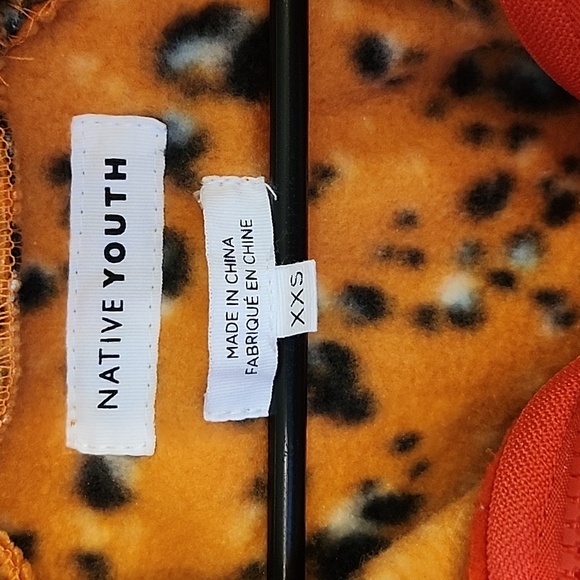 NATIVE YOUTH
MADE IN CHINA
FABRIQUÉ EN CHINE
XXS